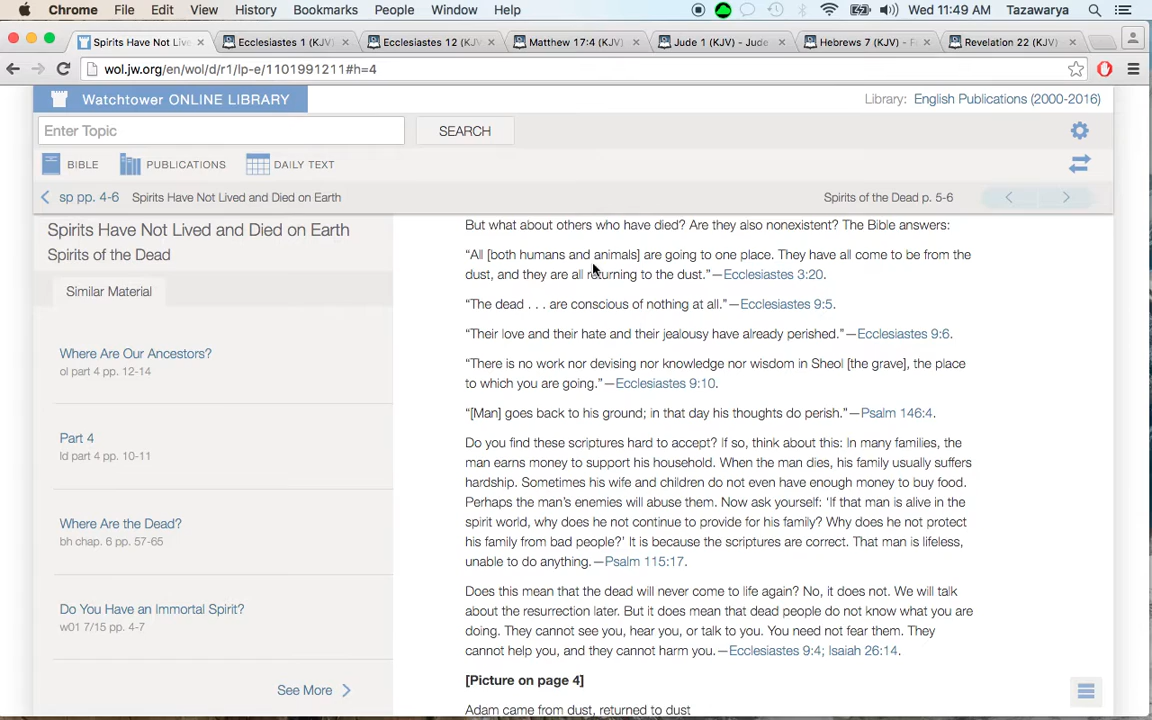 Chrome File Edit View History Bookmarks People Window Help Wed 11:49 AM Tazawarya
Spirits Have Not Live Ecclesiastes 1 (KJV) Ecclesiastes 12 (KJV) Matthew 17:4 (KJV) Jude 1 (KJV) - Jude Hebrews 7 (KJV) - Fo Revelation 22 (KJV)
wol.jw.org/en/wol/d/r1/lp-e/1101991211#h=4
Watchtower ONLINE LIBRARY
Library: English Publications (2000-2016)
Enter Topic
SEARCH
BIBLE PUBLICATIONS DAILY TEXT
sp pp. 4-6 Spirits Have Not Lived and Died on Earth
Spirits of the Dead p. 5-6
Spirits Have Not Lived and Died on Earth
Spirits of the Dead
Similar Material
Where Are Our Ancestors?
ol part 4 pp. 12-14
Part 4
ld part 4 pp. 10-11
Where Are the Dead?
bh chap. 6 pp. 57-65
Do You Have an Immortal Spirit?
w01 7/15 pp. 4-7
See More
But what about others who have died? Are they also nonexistent? The Bible answers:
“All [both humans and animals] are going to one place. They have all come to be from the
dust, and they are all returning to the dust.”—Ecclesiastes 3:20.
“The dead . . . are conscious of nothing at all.”—Ecclesiastes 9:5.
“Their love and their hate and their jealousy have already perished.”—Ecclesiastes 9:6.
“There is no work nor devising nor knowledge nor wisdom in Sheol [the grave], the place
to which you are going.”—Ecclesiastes 9:10.
“[Man] goes back to his ground; in that day his thoughts do perish.”—Psalm 146:4.
Do you find these scriptures hard to accept? If so, think about this: In many families, the
man earns money to support his household. When the man dies, his family usually suffers
hardship. Sometimes his wife and children do not even have enough money to buy food.
Perhaps the man’s enemies will abuse them. Now ask yourself: ‘If that man is alive in the
spirit world, why does he not continue to provide for his family? Why does he not protect
his family from bad people?’ It is because the scriptures are correct. That man is lifeless,
unable to do anything.—Psalm 115:17.
Does this mean that the dead will never come to life again? No, it does not. We will talk
about the resurrection later. But it does mean that dead people do not know what you are
doing. They cannot see you, hear you, or talk to you. You need not fear them. They
cannot help you, and they cannot harm you.—Ecclesiastes 9:4; Isaiah 26:14.
[Picture on page 4]
Adam came from dust, returned to dust